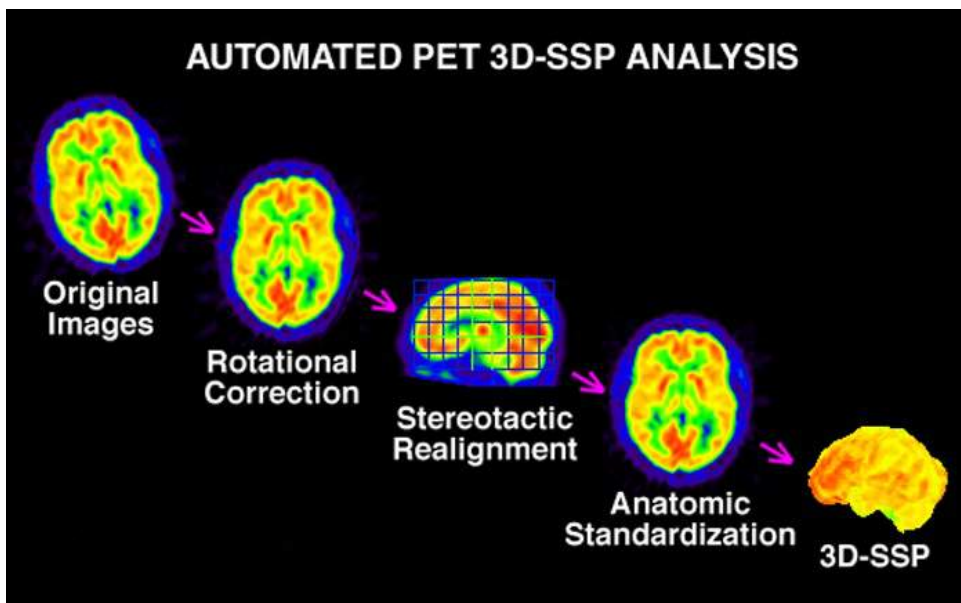 AUTOMATED PET 3D-SSP ANALYSIS
Original
Images
Rotational
Correction
Stereotactic
Realignment
Anatomic
Standardization
3D-SSP